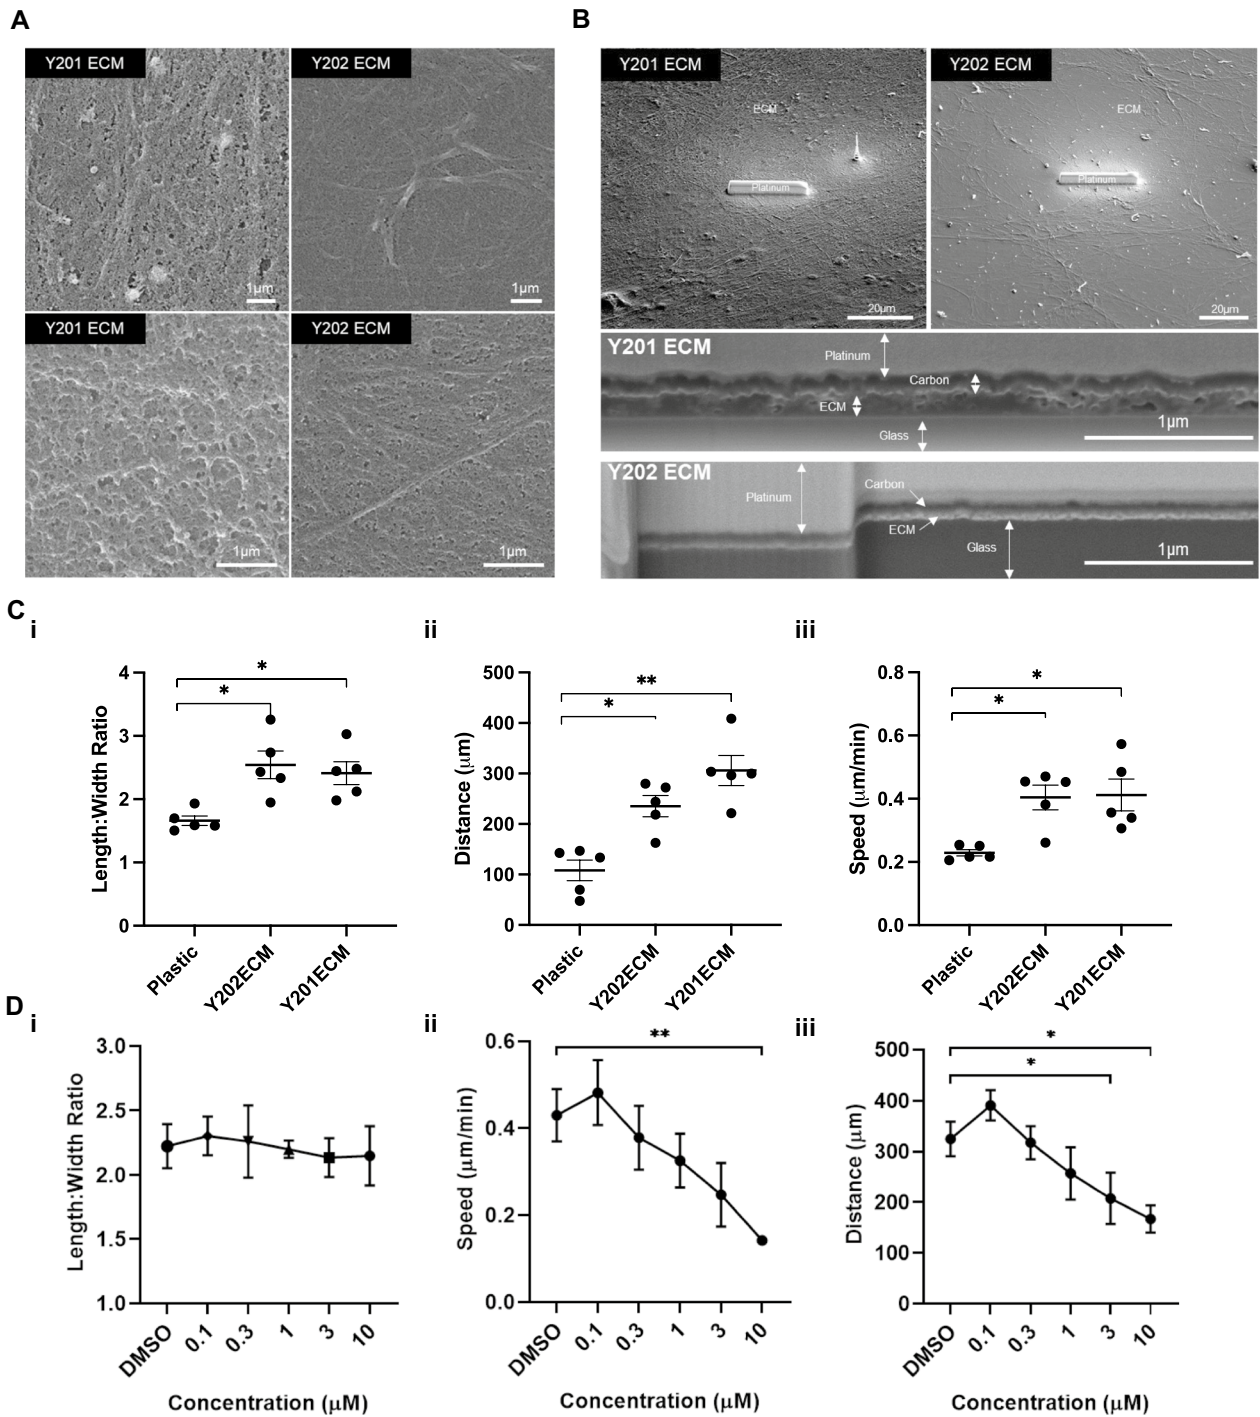 A
B
Y201 ECM
Y202 ECM
1μm
1μm
Y201 ECM
Y202 ECM
1μm
1μm
Y201 ECM
Y202 ECM
ECM
ECM
Platinum
Platinum
20μm
20μm
Y201 ECM
Platinum
Carbon
ECM
Glass
1μm
Y202 ECM
Platinum
Carbon
ECM
Glass
1μm
C
i
Length:Width Ratio
4
3
2
1
0
*
*
Plastic
Y202ECM
Y201ECM
ii
Distance (μm)
500
400
300
200
100
0
**
*
Plastic
Y202ECM
Y201ECM
iii
Speed (μm/min)
0.8
0.6
0.4
0.2
0.0
*
*
Plastic
Y202ECM
Y201ECM
D
i
Length:Width Ratio
3.0
2.5
2.0
1.5
1.0
DMSO
0.1
0.3
1
3
10
Concentration (μM)
ii
Speed (μm/min)
0.6
0.4
0.2
0.0
**
DMSO
0.1
0.3
1
3
10
Concentration (μM)
iii
Distance (μm)
500
400
300
200
100
0
*
*
DMSO
0.1
0.3
1
3
10
Concentration (μM)